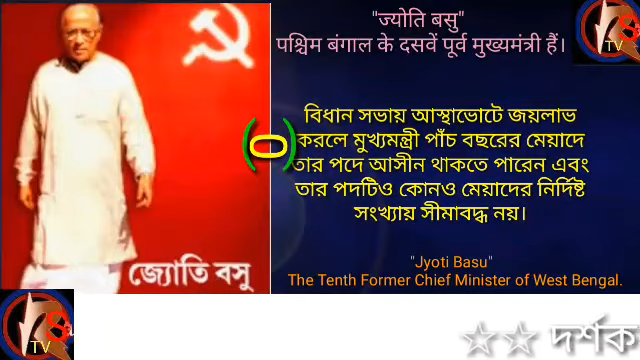 "ज्योति बसु"
पश्चिम बंगाल के दसवें पूर्व मुख्यमंत्री हैं।
TV
বিধান সভায় আস্থাভোটে জয়লাভ
করলে মুখ্যমন্ত্রী পাঁচ বছরের মেয়াদে
তার পদে আসীন থাকতে পারেন এবং
তার পদটিও কোনও মেয়াদের নির্দিষ্ট
সংখ্যায় সীমাবদ্ধ নয়।
জ্যোতি বসু
"Jyoti Basu"
The Tenth Former Chief Minister of West Bengal.
TV
☆☆ দর্শক